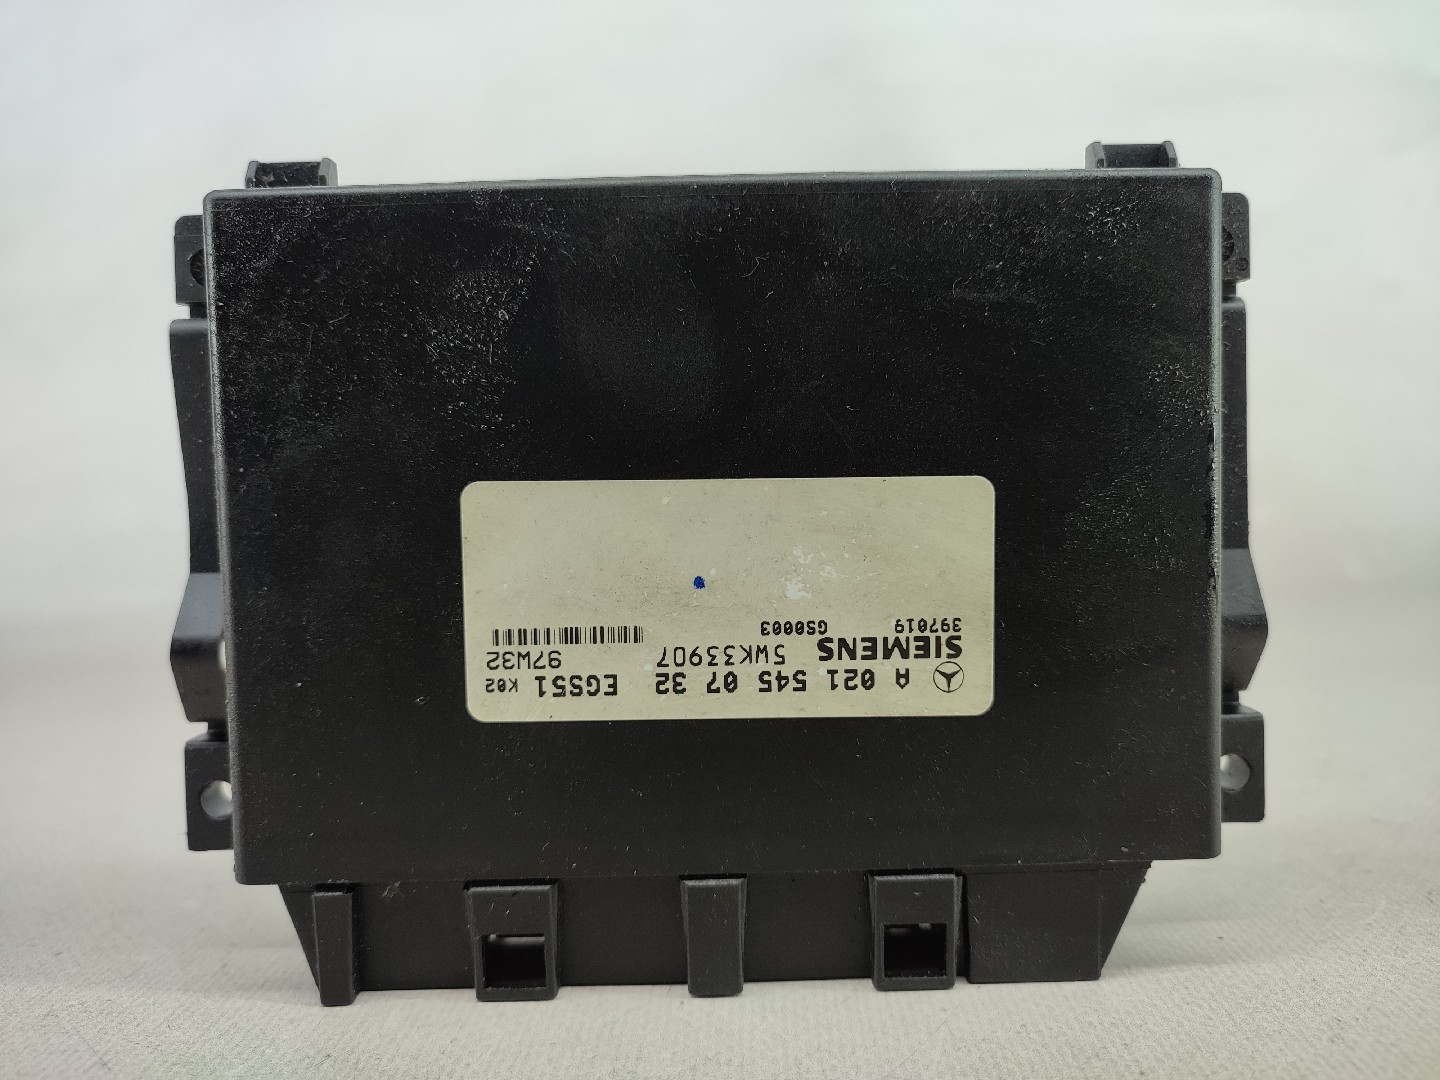 A 021 545 07 32 EGS51 K02
SIEMENS 5WK33907 97W32
397019 GS0003